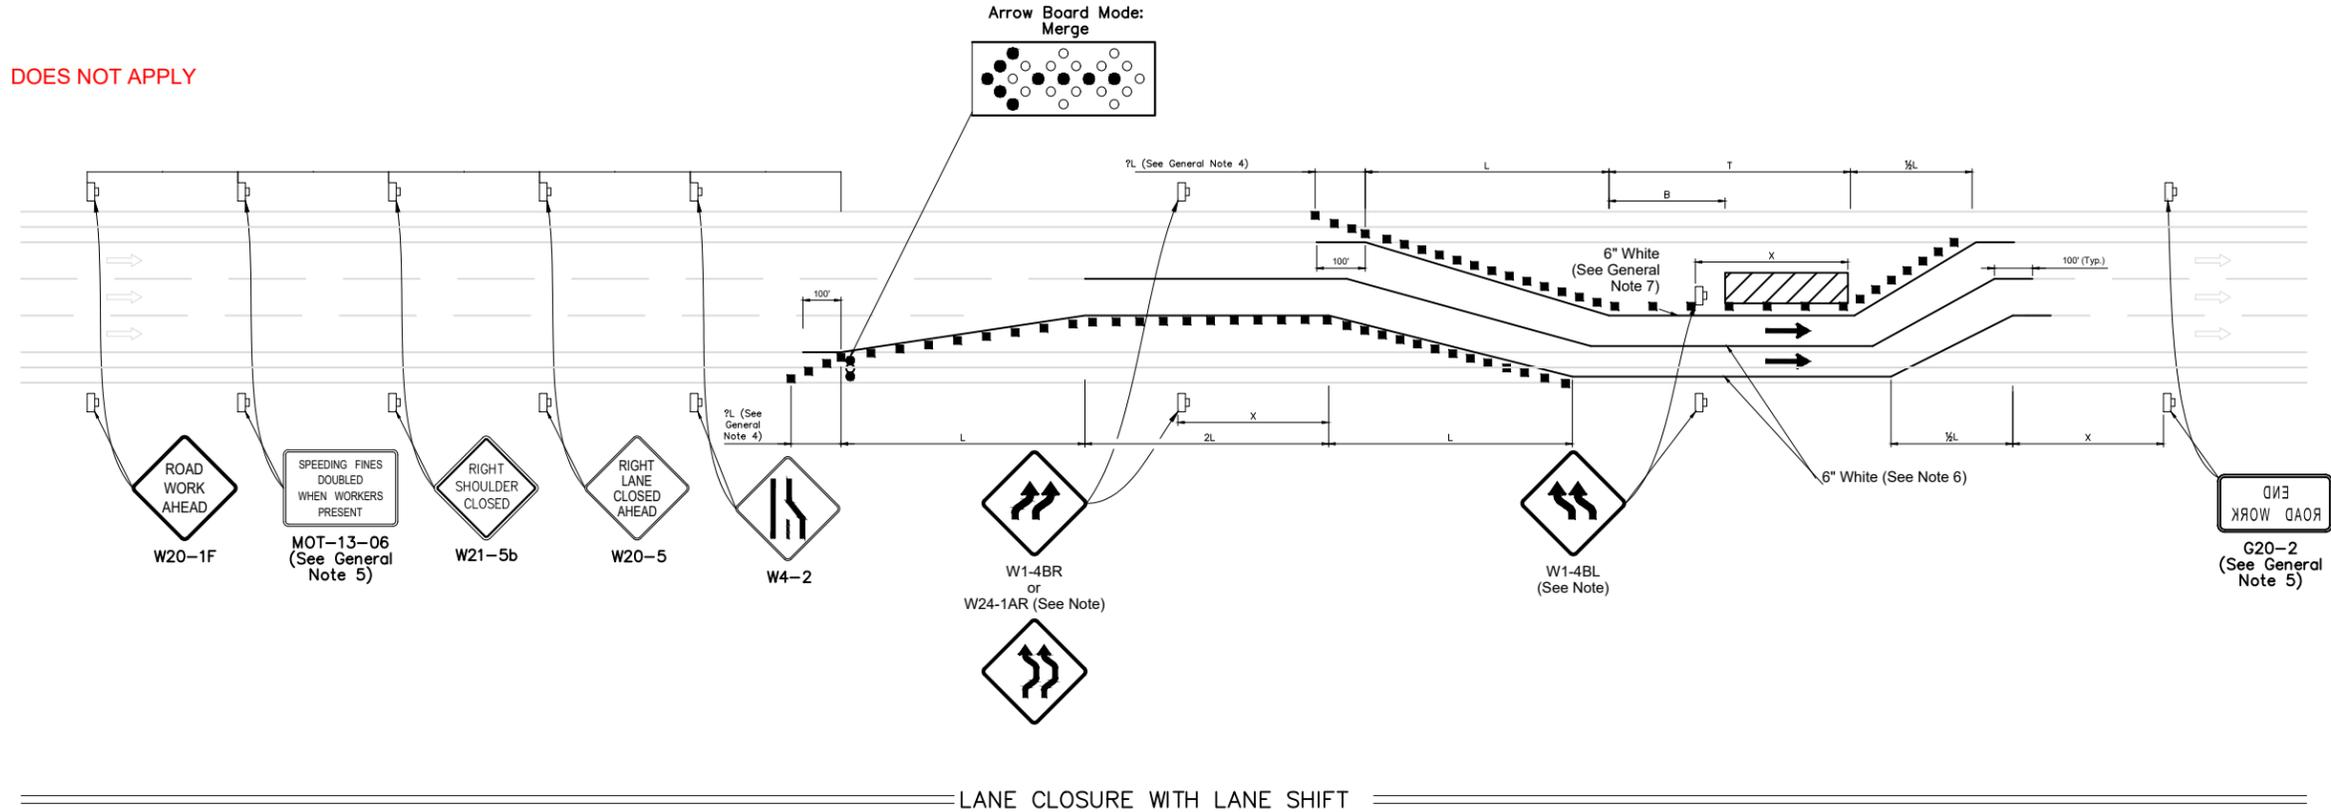 Arrow Board Mode:
Merge
DOES NOT APPLY
?L (See General Note 4)
L
T
½L
B
6" White
(See General
Note 7)
X
100'
100' (Typ.)
100'
?L (See
General
Note 4)
L
2L
X
L
½L
X
6" White (See Note 6)
ROAD
WORK
AHEAD
W20-1F
SPEEDING FINES
DOUBLED
WHEN WORKERS
PRESENT
MOT-13-06
(See General
Note 5)
RIGHT
SHOULDER
CLOSED
W21-5b
RIGHT
LANE
CLOSED
AHEAD
W20-5
W4-2
W1-4BR
or
W24-1AR (See Note)
W1-4BL
(See Note)
END
ROAD WORK
G20-2
(See General
Note 5)
LANE CLOSURE WITH LANE SHIFT